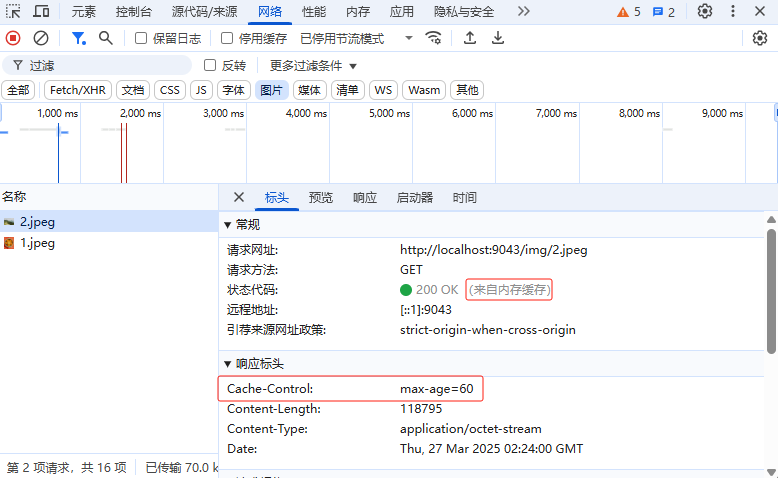 元素 控制台 源代码/来源 网络 性能 内存 应用 隐私与安全 5 2
保留日志 停用缓存 已停用节流模式
过滤 反转 更多过滤条件
全部 Fetch/XHR 文档 CSS JS 字体 图片 媒体 清单 WS Wasm 其他
1,000 ms 2,000 ms 3,000 ms 4,000 ms 5,000 ms 6,000 ms 7,000 ms 8,000 ms 9,000 ms
名称
2.jpeg
1.jpeg
标头 预览 响应 启动器 时间
常规
请求网址: http://localhost:9043/img/2.jpeg
请求方法: GET
状态代码: 200 OK (来自内存缓存)
远程地址: [::1]:9043
引荐来源网址政策: strict-origin-when-cross-origin
响应标头
Cache-Control: max-age=60
Content-Length: 118795
Content-Type: application/octet-stream
Date: Thu, 27 Mar 2025 02:24:00 GMT
第 2 项请求，共 16 项 已传输 70.0 k